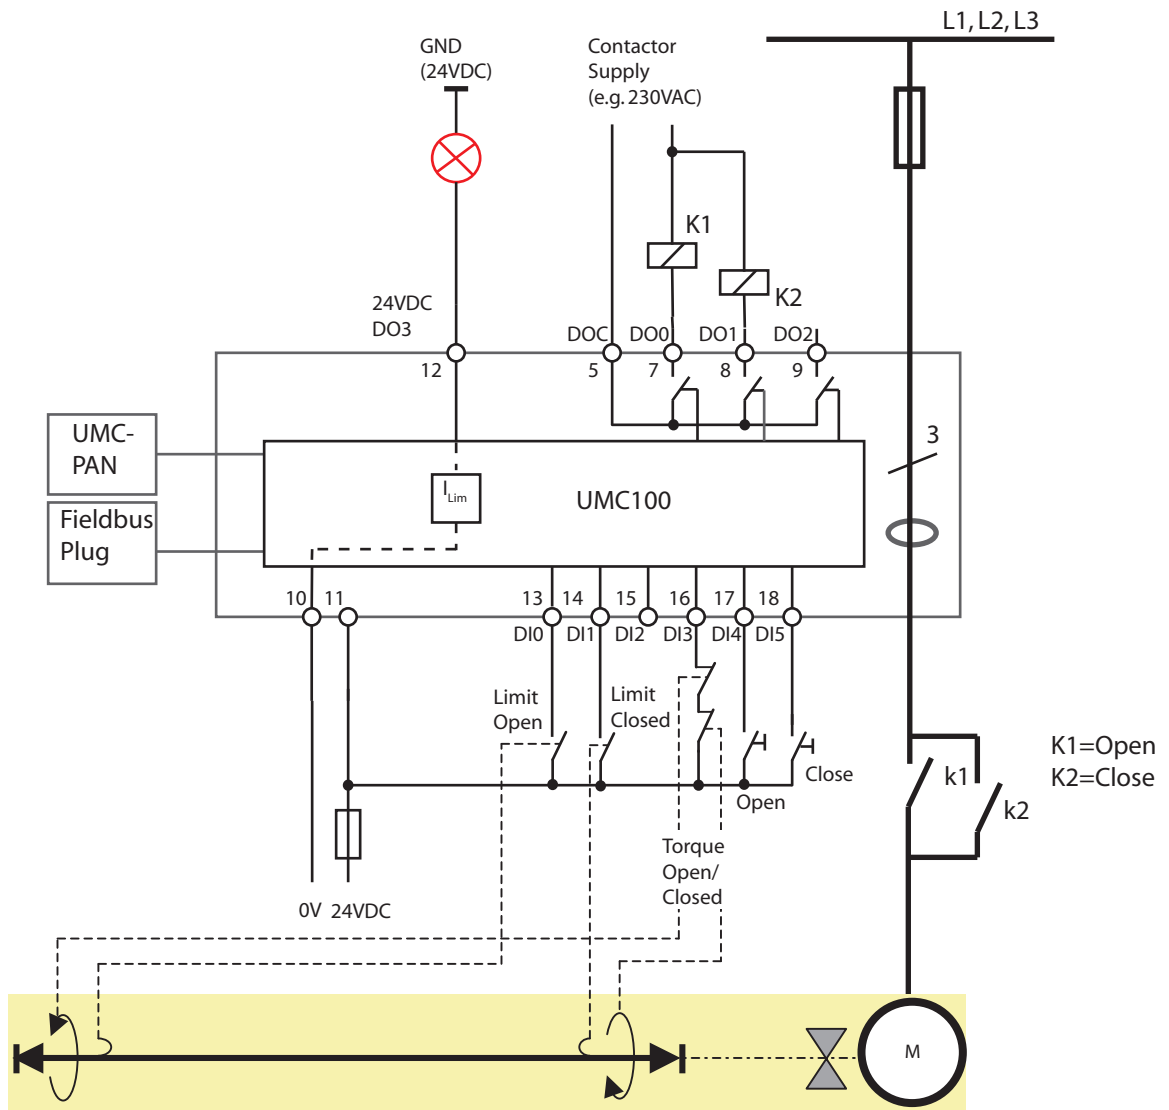 L1, L2, L3
GND
(24VDC)
Contactor
Supply
(e.g. 230VAC)
K1
K2
24VDC
DO3
DOC
DO0
DO1
DO2
12
5
7
8
9
UMC-
PAN
Fieldbus
Plug
I Lim
UMC100
3
10
11
13
14
15
16
17
18
DI0
DI1
DI2
DI3
DI4
DI5
Limit
Open
Limit
Closed
Open
Close
Torque
Open/
Closed
0V
24VDC
k1
k2
K1=Open
K2=Close
M